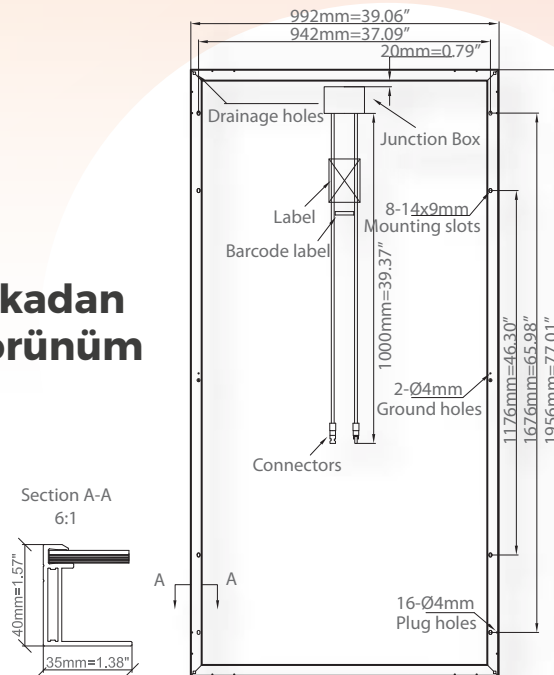 992mm=39.06”
942mm=37.09”
20mm=0.79”
Drainage holes
Junction Box
Label
8-14x9mm
Mounting slots
Barcode label
1000mm=39.37”
kadan
örünüm
2-Ø4mm
Ground holes
1176mm=46.30”
1676mm=65.98”
1956mm=77.01”
Connectors
Section A-A
6:1
A
A
40mm=1.57”
35mm=1.38”
16-Ø4mm
Plug holes